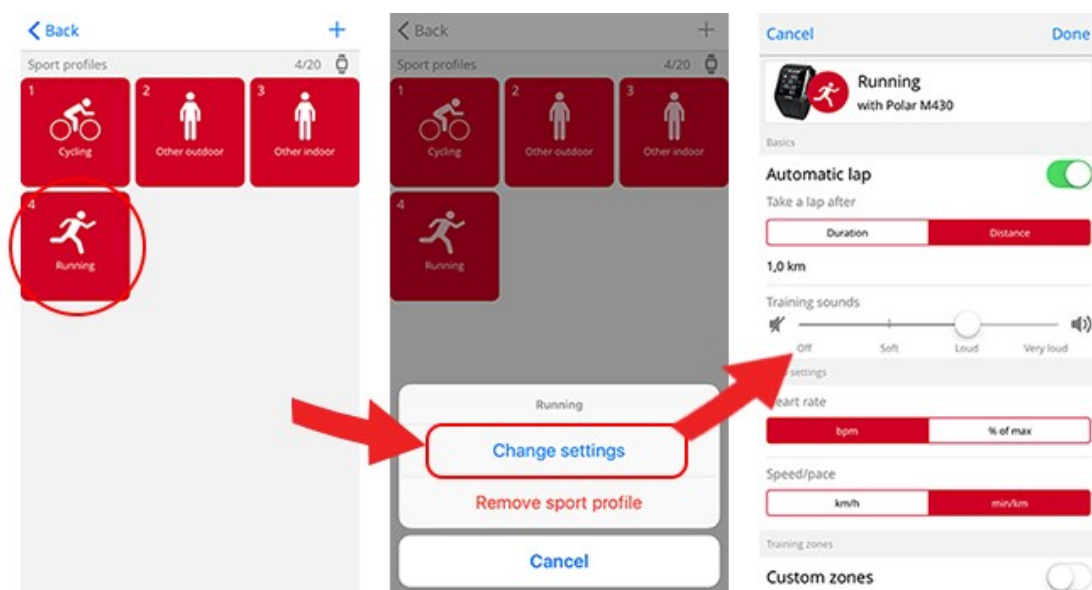 Back
Sport profiles 4/20
1 2 3
Cycling Other outdoor Other indoor
4
Running
Back
Sport profiles 4/20
1 2 3
Cycling Other outdoor Other indoor
4
Running
Running
Change settings
Remove sport profile
Cancel
Cancel Done
Running
with Polar M430
Basics
Automatic lap
Take a lap after
Duration Distance
1,0 km
Training sounds
Off Soft Loud Very loud
settings
eart rate
bpm % of max
Speed/pace
km/h min/km
Training zones
Custom zones